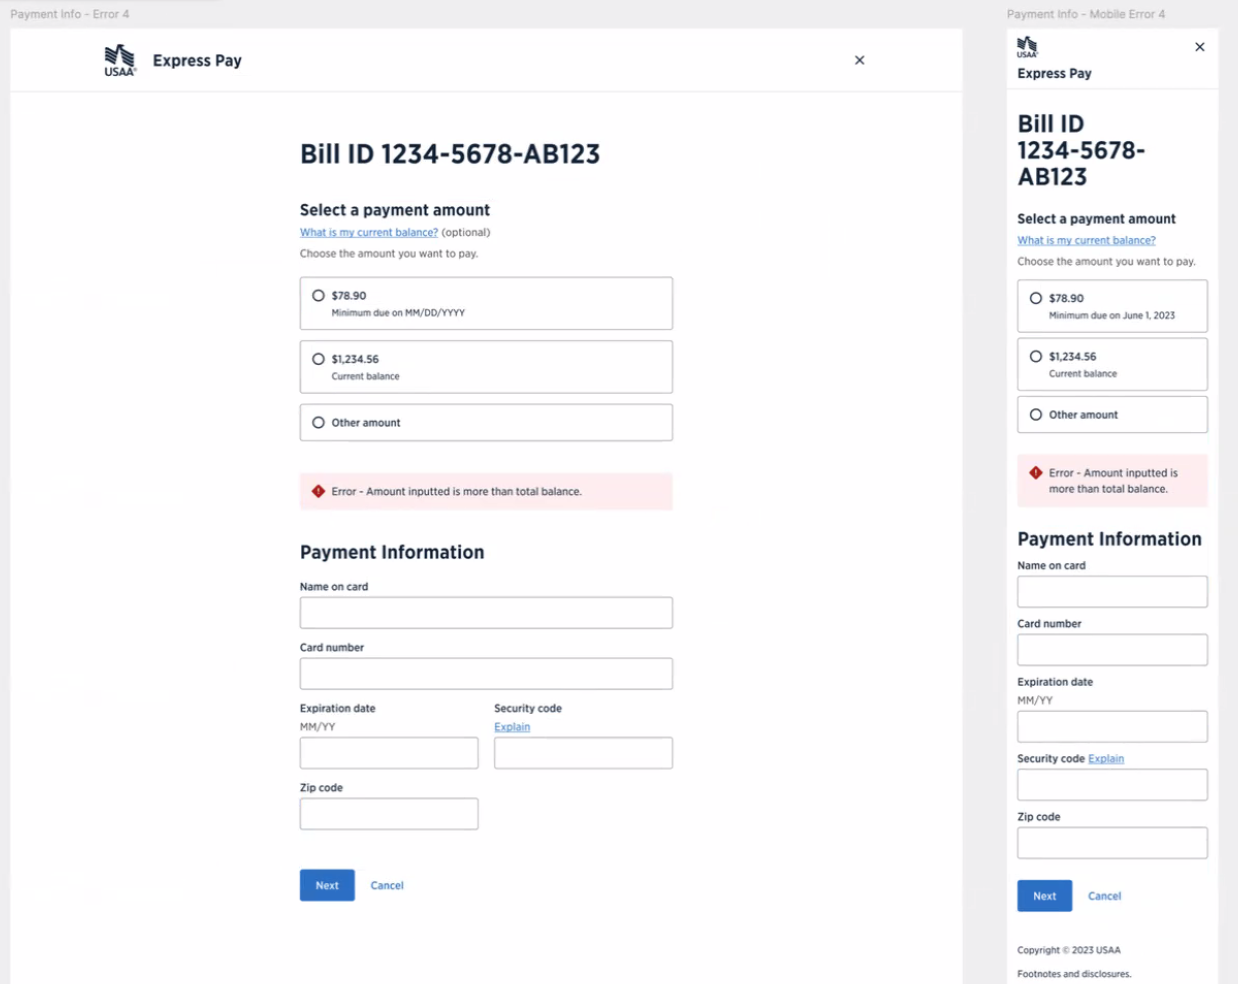 Payment Info - Error 4
USAA®
Express Pay
Bill ID 1234-5678-AB123
Select a payment amount
What is my current balance? (optional)
Choose the amount you want to pay.
$78.90
Minimum due on MM/DD/YYYY
$1,234.56
Current balance
Other amount
Error - Amount inputted is more than total balance.
Payment Information
Name on card
Card number
Expiration date
MM/YY
Security code
Explain
Zip code
Next Cancel
Payment Info - Mobile Error 4
USAA®
Express Pay
Bill ID
1234-5678-
AB123
Select a payment amount
What is my current balance?
Choose the amount you want to pay.
$78.90
Minimum due on June 1, 2023
$1,234.56
Current balance
Other amount
Error - Amount inputted is
more than total balance.
Payment Information
Name on card
Card number
Expiration date
MM/YY
Security code Explain
Zip code
Next Cancel
Copyright © 2023 USAA
Footnotes and disclosures.